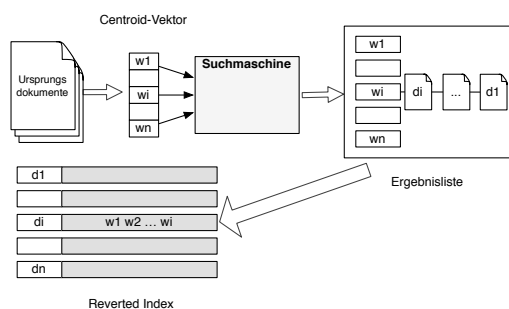 Centroid-Vektor
Ursprungs
dokumente
w1
wi
wn
Suchmaschine
w1
wi
di
...
d1
wn
Ergebnisliste
d1
di
w1 w2 ... wi
dn
Reverted Index